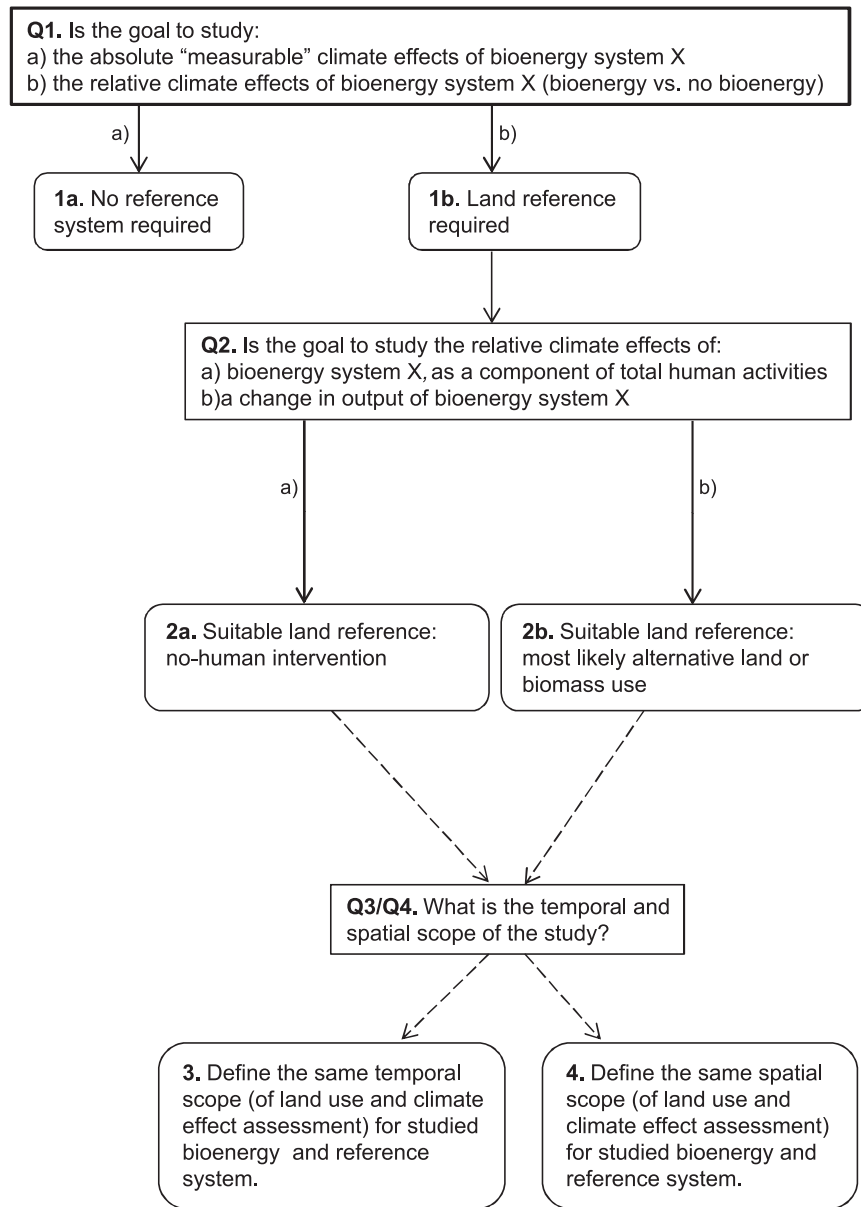 Q1. Is the goal to study:
a) the absolute “measurable” climate effects of bioenergy system X
b) the relative climate effects of bioenergy system X (bioenergy vs. no bioenergy)
a)
b)
1a. No reference
system required
1b. Land reference
required
Q2. Is the goal to study the relative climate effects of:
a) bioenergy system X, as a component of total human activities
b)a change in output of bioenergy system X
a)
b)
2a. Suitable land reference:
no-human intervention
2b. Suitable land reference:
most likely alternative land or
biomass use
Q3/Q4. What is the temporal and
spatial scope of the study?
3. Define the same temporal
scope (of land use and climate
effect assessment) for studied
bioenergy and reference
system.
4. Define the same spatial
scope (of land use and
climate effect assessment)
for studied bioenergy and
reference system.